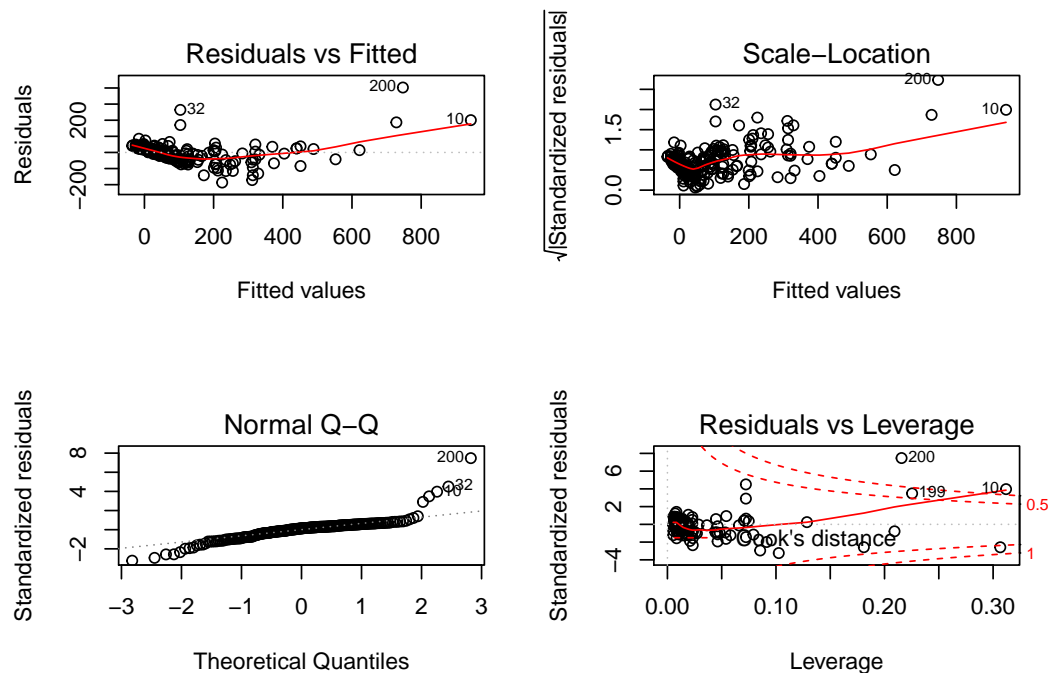 Residuals vs Fitted
Residuals
200
-200
32
200
10
0 200 400 600 800
Fitted values
Scale-Location
√|Standardized residuals|
1.5
0.0
32
200
10
0 200 400 600 800
Fitted values
Normal Q-Q
Standardized residuals
8
4
-2
200
32
10
-3 -2 -1 0 1 2 3
Theoretical Quantiles
Residuals vs Leverage
Standardized residuals
6
2
-4
200
199
10
0.5
1
ook's distance
0.00 0.10 0.20 0.30
Leverage